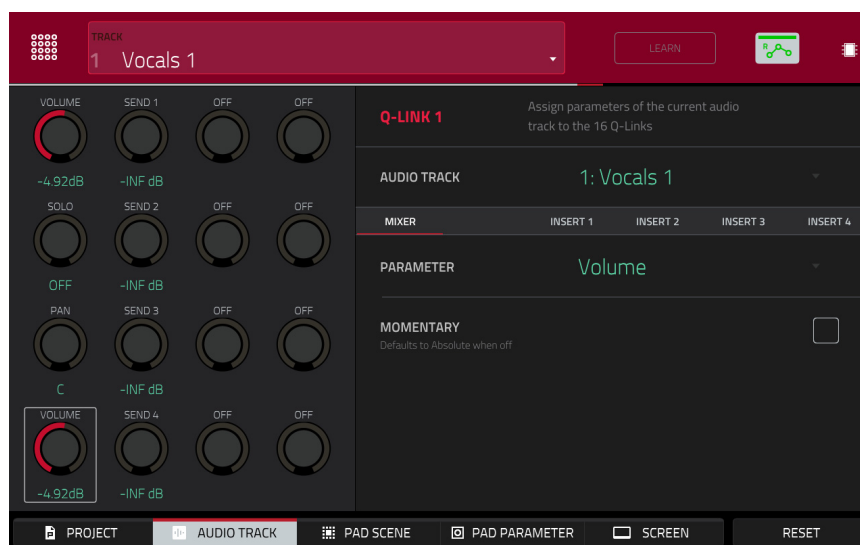 TRACK
1 Vocals 1
LEARN
R
VOLUME SEND 1 OFF OFF
-4.92dB -INF dB
SOLO SEND 2 OFF OFF
OFF -INF dB
PAN SEND 3 OFF OFF
C -INF dB
VOLUME SEND 4 OFF OFF
-4.92dB -INF dB
Q-LINK 1
Assign parameters of the current audio
track to the 16 Q-Links
AUDIO TRACK 1: Vocals 1
MIXER INSERT 1 INSERT 2 INSERT 3 INSERT 4
PARAMETER Volume
MOMENTARY
Defaults to Absolute when off
PROJECT AUDIO TRACK PAD SCENE PAD PARAMETER SCREEN RESET